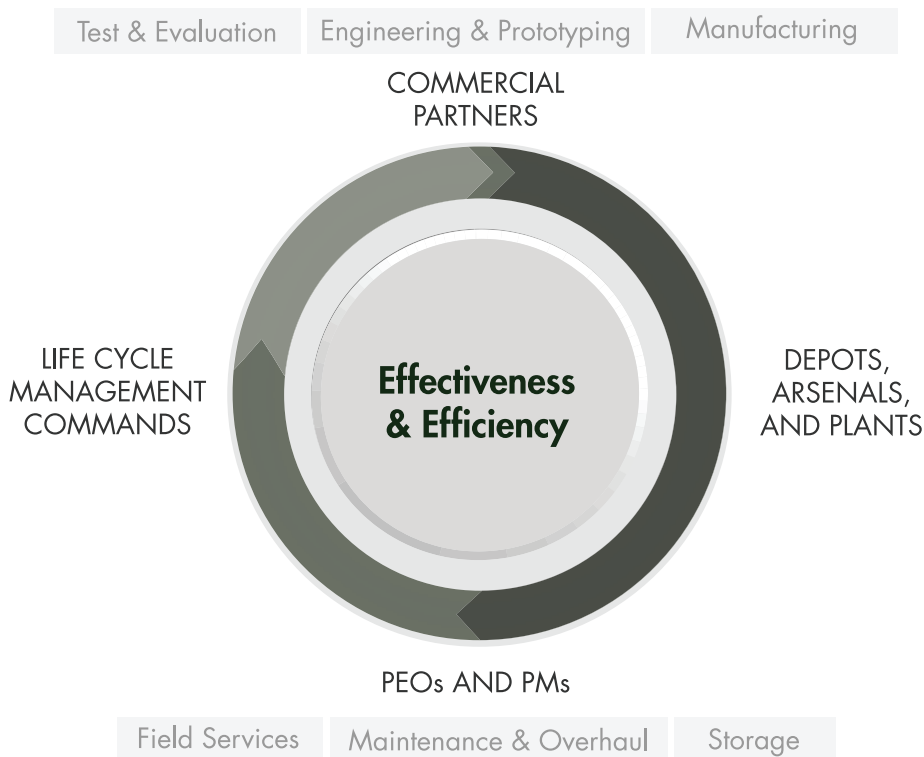 Test & Evaluation
Engineering & Prototyping
Manufacturing
COMMERCIAL
PARTNERS
LIFE CYCLE
MANAGEMENT
COMMANDS
Effectiveness
& Efficiency
DEPOTS,
ARSENALS,
AND PLANTS
PEOs AND PMs
Field Services
Maintenance & Overhaul
Storage